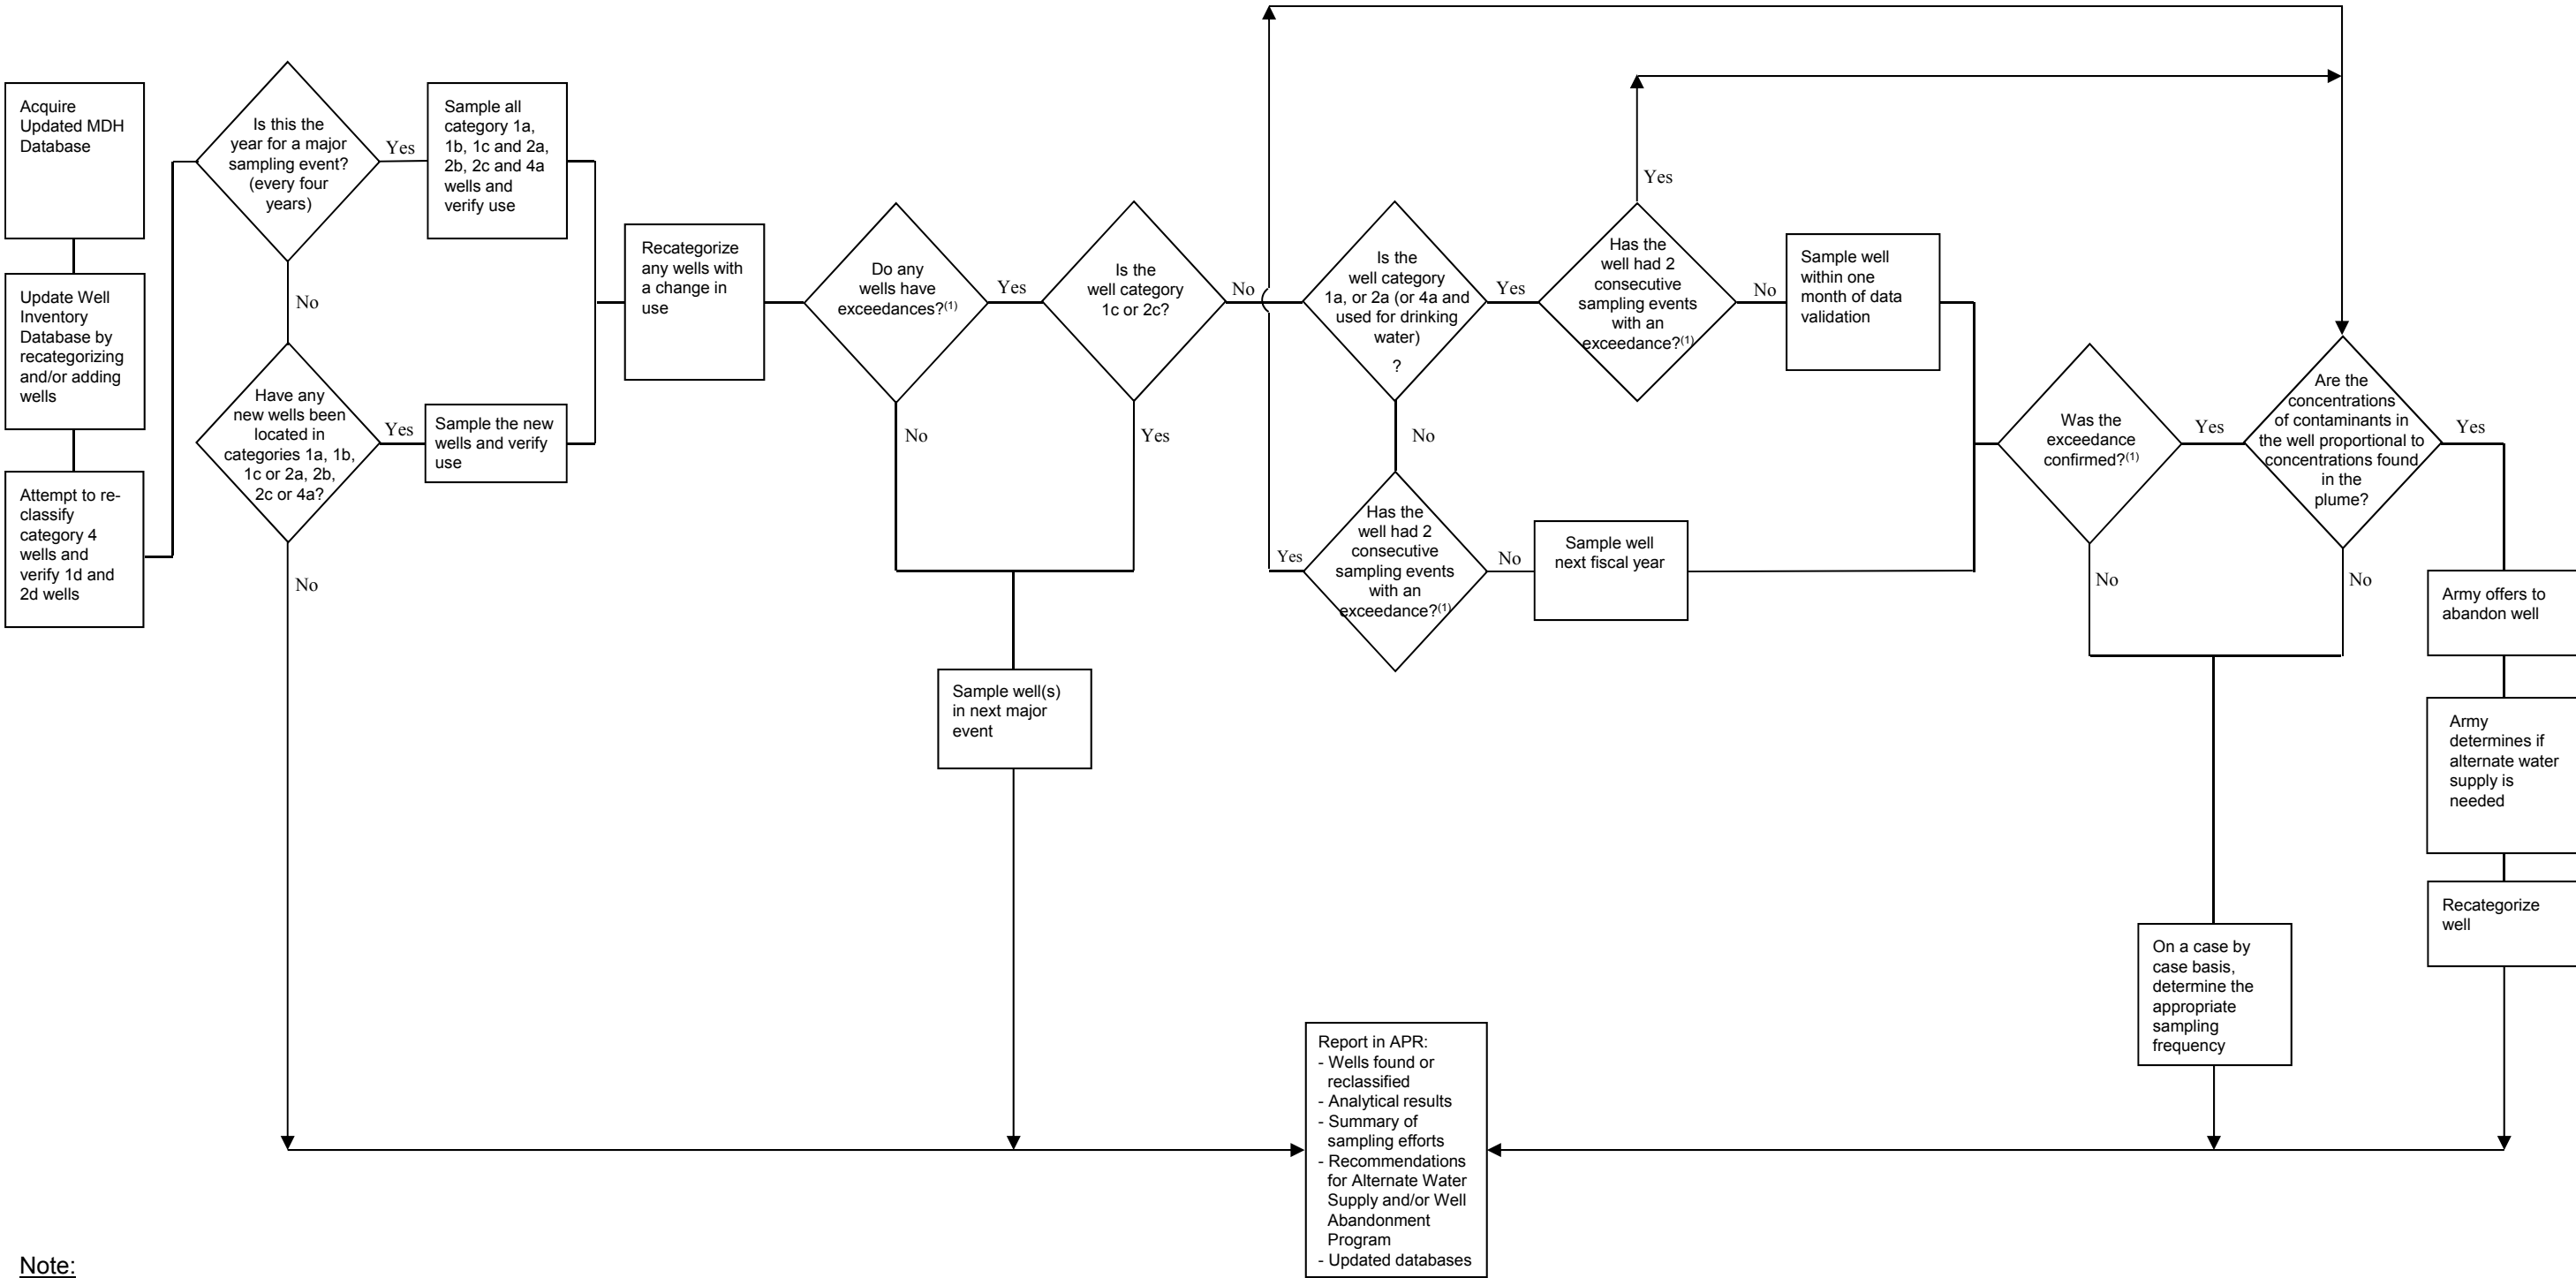 Acquire
Updated MDH
Database
Update Well
Inventory
Database by
recategorizing
and/or adding
wells
Attempt to re-
classify
category 4
wells and
verify 1d and
2d wells
Is this the
year for a major
sampling event?
(every four
years)
Yes
No
Sample all
category 1a,
1b, 1c and 2a,
2b, 2c and 4a
wells and
verify use
Have any
new wells been
located in
categories 1a, 1b,
1c or 2a, 2b,
2c or 4a?
Yes
No
Sample the new
wells and verify
use
Recategorize
any wells with
a change in
use
Do any
wells have
exceedances?(1)
Yes
No
Is the
well category
1c or 2c?
No
Yes
Sample well(s)
in next major
event
Is the
well category
1a, or 2a (or 4a and
used for drinking
water)
?
Yes
No
Has the
well had 2
consecutive
sampling events
with an
exceedance?(1)
Yes
No
Sample well
within one
month of data
validation
Has the
well had 2
consecutive
sampling events
with an
exceedance?(1)
Yes
No
Sample well
next fiscal year
Was the
exceedance
confirmed?(1)
Yes
No
Are the
concentrations
of contaminants in
the well proportional to
concentrations found
in the
plume?
Yes
No
Army offers to
abandon well
Army
determines if
alternate water
supply is
needed
Recategorize
well
On a case by
case basis,
determine the
appropriate
sampling
frequency
Report in APR:
- Wells found or
reclassified
- Analytical results
- Summary of
sampling efforts
- Recommendations
for Alternate Water
Supply and/or Well
Abandonment
Program
- Updated databases
Note: